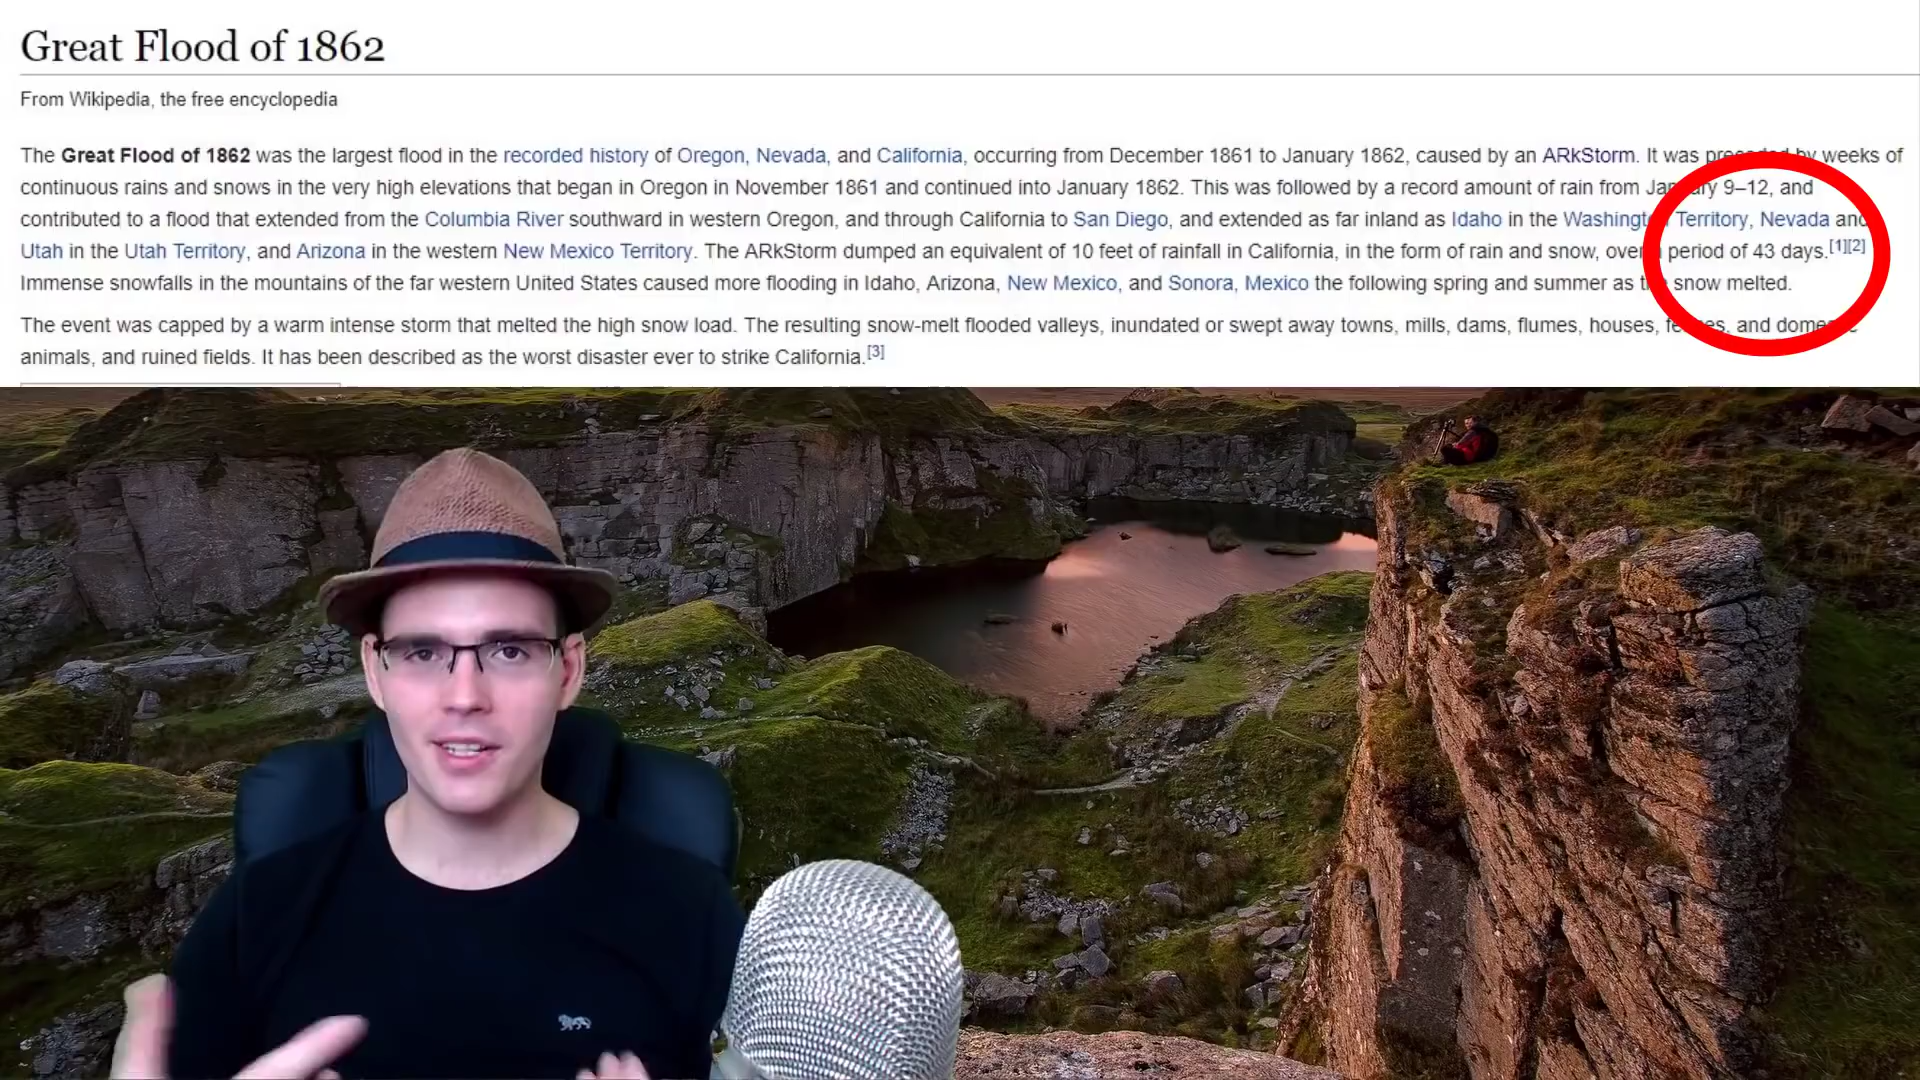 Great Flood of 1862
From Wikipedia, the free encyclopedia
The Great Flood of 1862 was the largest flood in the recorded history of Oregon, Nevada, and California, occurring from December 1861 to January 1862, caused by an ARkStorm. It was preceded by weeks of
continuous rains and snows in the very high elevations that began in Oregon in November 1861 and continued into January 1862. This was followed by a record amount of rain from January 9–12, and
contributed to a flood that extended from the Columbia River southward in western Oregon, and through California to San Diego, and extended as far inland as Idaho in the Washington Territory, Nevada and
Utah in the Utah Territory, and Arizona in the western New Mexico Territory. The ARkStorm dumped an equivalent of 10 feet of rainfall in California, in the form of rain and snow, over a period of 43 days.[1][2]
Immense snowfalls in the mountains of the far western United States caused more flooding in Idaho, Arizona, New Mexico, and Sonora, Mexico the following spring and summer as the snow melted.
The event was capped by a warm intense storm that melted the high snow load. The resulting snow-melt flooded valleys, inundated or swept away towns, mills, dams, flumes, houses, fences, and domestic
animals, and ruined fields. It has been described as the worst disaster ever to strike California.[3]